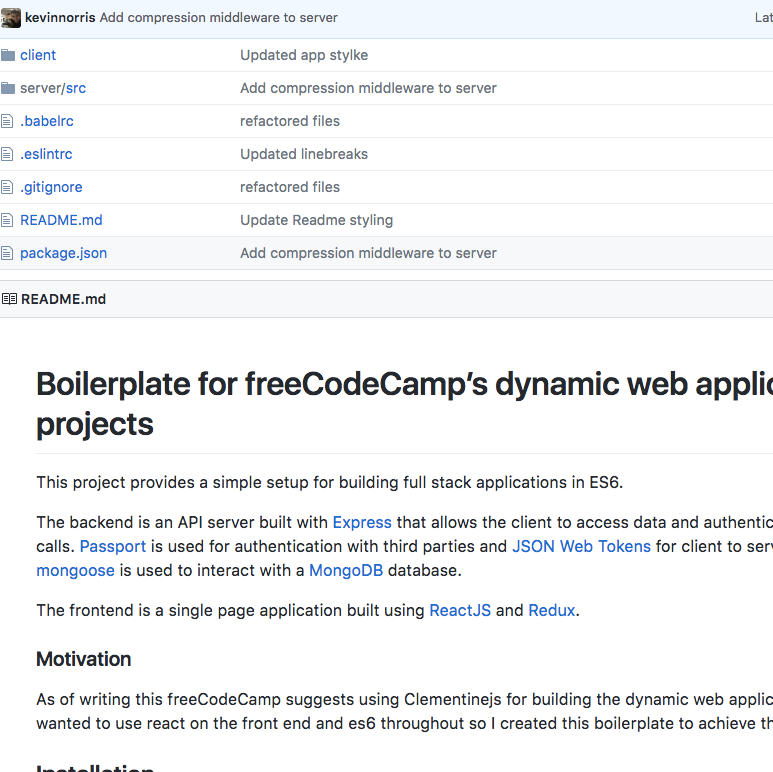 kevinnorris Add compression middleware to server Lat
client Updated app stylke
server/src Add compression middleware to server
.babelrc refactored files
.eslintrc Updated linebreaks
.gitignore refactored files
README.md Update Readme styling
package.json Add compression middleware to server
README.md
Boilerplate for freeCodeCamp's dynamic web applic
projects
This project provides a simple setup for building full stack applications in ES6.
The backend is an API server built with Express that allows the client to access data and authentic
calls. Passport is used for authentication with third parties and JSON Web Tokens for client to serv
mongoose is used to interact with a MongoDB database.
The frontend is a single page application built using ReactJS and Redux.
Motivation
As of writing this freeCodeCamp suggests using Clementinejs for building the dynamic web applic
wanted to use react on the front end and es6 throughout so I created this boilerplate to achieve th
Installation